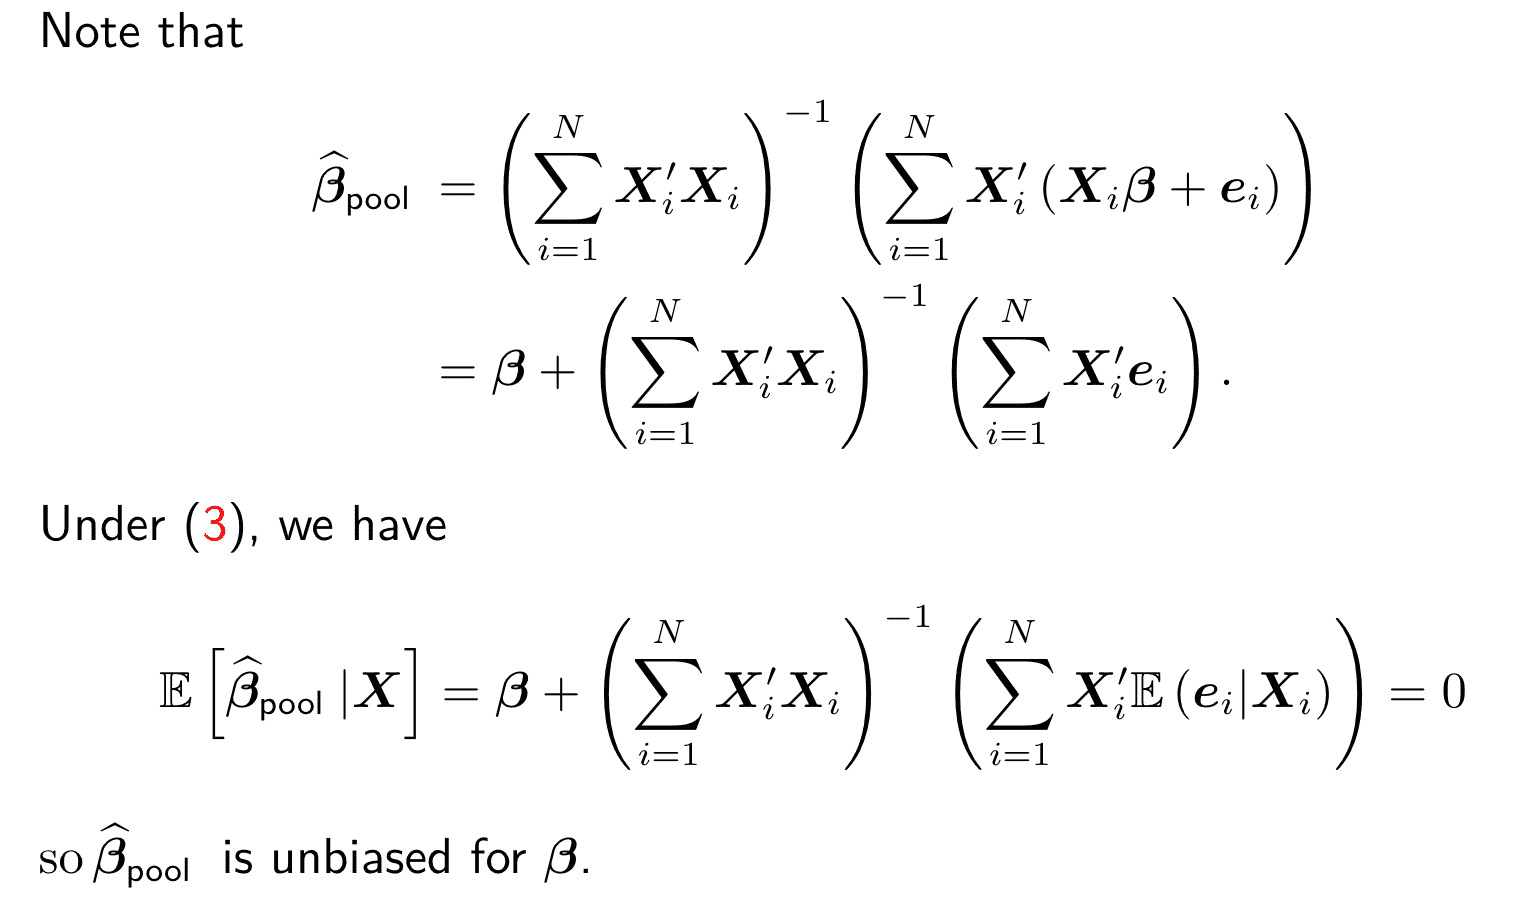 Note that
$\widehat{\boldsymbol{\beta}}_{\text{pool}} = \left( \sum_{i=1}^{N} \boldsymbol{X}_i' \boldsymbol{X}_i \right)^{-1} \left( \sum_{i=1}^{N} \boldsymbol{X}_i' \left( \boldsymbol{X}_i \boldsymbol{\beta} + \boldsymbol{e}_i \right) \right)$
$= \boldsymbol{\beta} + \left( \sum_{i=1}^{N} \boldsymbol{X}_i' \boldsymbol{X}_i \right)^{-1} \left( \sum_{i=1}^{N} \boldsymbol{X}_i' \boldsymbol{e}_i \right).$
Under (3), we have
$\mathbb{E} \left[ \widehat{\boldsymbol{\beta}}_{\text{pool}} \,| \boldsymbol{X} \right] = \boldsymbol{\beta} + \left( \sum_{i=1}^{N} \boldsymbol{X}_i' \boldsymbol{X}_i \right)^{-1} \left( \sum_{i=1}^{N} \boldsymbol{X}_i' \mathbb{E} \left( \boldsymbol{e}_i | \boldsymbol{X}_i \right) \right) = 0$
so $\widehat{\boldsymbol{\beta}}_{\text{pool}}$ is unbiased for $\boldsymbol{\beta}$.